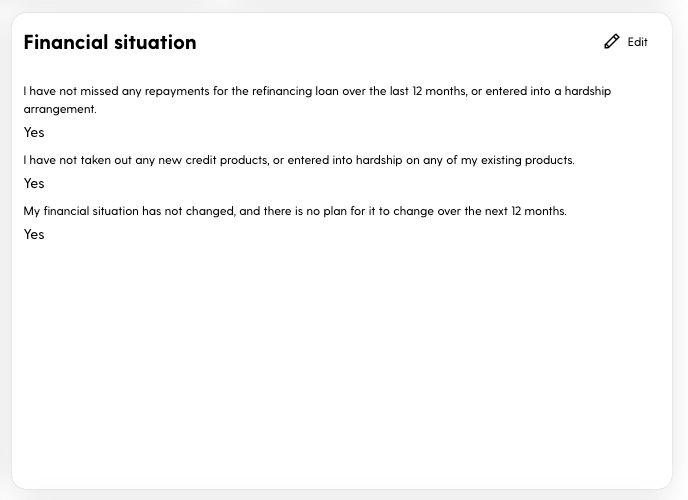 Financial situation
Edit
I have not missed any repayments for the refinancing loan over the last 12 months, or entered into a hardship
arrangement.
Yes
I have not taken out any new credit products, or entered into hardship on any of my existing products.
Yes
My financial situation has not changed, and there is no plan for it to change over the next 12 months.
Yes